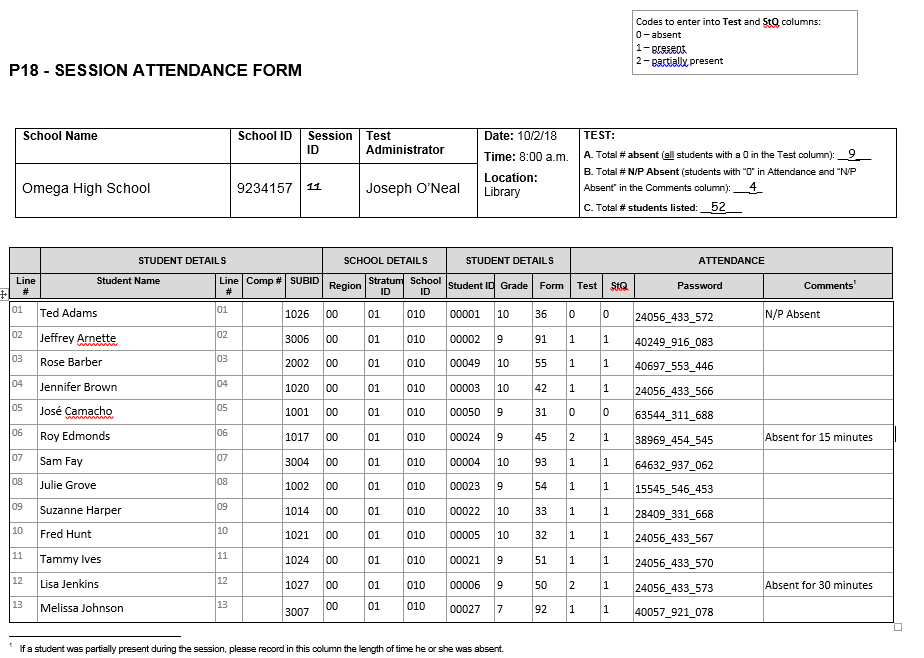 Codes to enter into Test and StQ columns:
0 – absent
1 – present
2 – partially present
P18 - SESSION ATTENDANCE FORM
School Name School ID Session ID Test Administrator
Omega High School 9234157 11 Joseph O'Neal
Date: 10/2/18
Time: 8:00 a.m.
Location:
Library
TEST:
A. Total # absent (all students with a 0 in the Test column): 9
B. Total # N/P Absent (students with "0" in Attendance and "N/P
Absent" in the Comments column): 4
C. Total # students listed: 52
STUDENT DETAILS SCHOOL DETAILS STUDENT DETAILS ATTENDANCE
Line # Student Name Line # Comp # SUBID Region Stratum ID School ID Student ID Grade Form Test StQ Password Comments1
01 Ted Adams 01 1026 00 01 010 00001 10 36 0 0 24056_433_572 N/P Absent
02 Jeffrey Arnette 02 3006 00 01 010 00002 9 91 1 1 40249_916_083
03 Rose Barber 03 2002 00 01 010 00049 10 55 1 1 40697_553_446
04 Jennifer Brown 04 1020 00 01 010 00003 10 42 1 1 24056_433_566
05 José Camacho 05 1001 00 01 010 00050 9 31 0 0 63544_311_688
06 Roy Edmonds 06 1017 00 01 010 00024 9 45 2 1 38969_454_545 Absent for 15 minutes
07 Sam Fay 07 3004 00 01 010 00004 10 93 1 1 64632_937_062
08 Julie Grove 08 1002 00 01 010 00023 9 54 1 1 15545_546_453
09 Suzanne Harper 09 1014 00 01 010 00022 10 33 1 1 28409_331_668
10 Fred Hunt 10 1021 00 01 010 00005 10 32 1 1 24056_433_567
11 Tammy Ives 11 1024 00 01 010 00021 9 51 1 1 24056_433_570
12 Lisa Jenkins 12 1027 00 01 010 00006 9 50 2 1 24056_433_573 Absent for 30 minutes
13 Melissa Johnson 13 3007 00 01 010 00027 7 92 1 1 40057_921_078
1 If a student was partially present during the session, please record in this column the length of time he or she was absent.